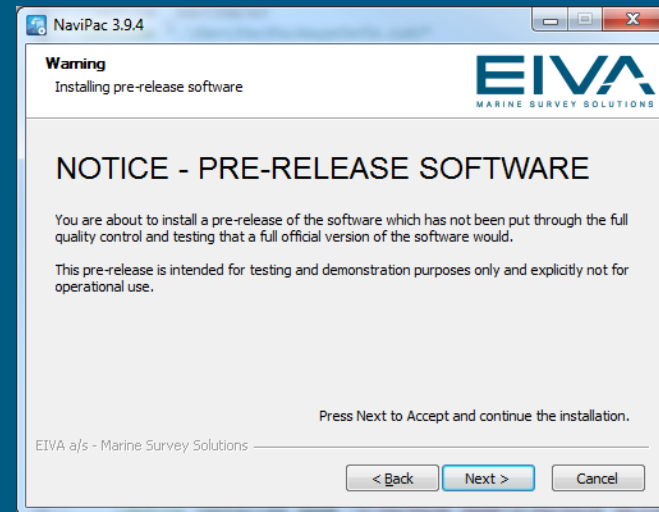 NaviPac 3.9.4
Warning
Installing pre-release software
EIVA
MARINE SURVEY SOLUTIONS
NOTICE - PRE-RELEASE SOFTWARE
You are about to install a pre-release of the software which has not been put through the full
quality control and testing that a full official version of the software would.
This pre-release is intended for testing and demonstration purposes only and explicitly not for
operational use.
Press Next to Accept and continue the installation.
EIVA a/s - Marine Survey Solutions
< Back Next > Cancel